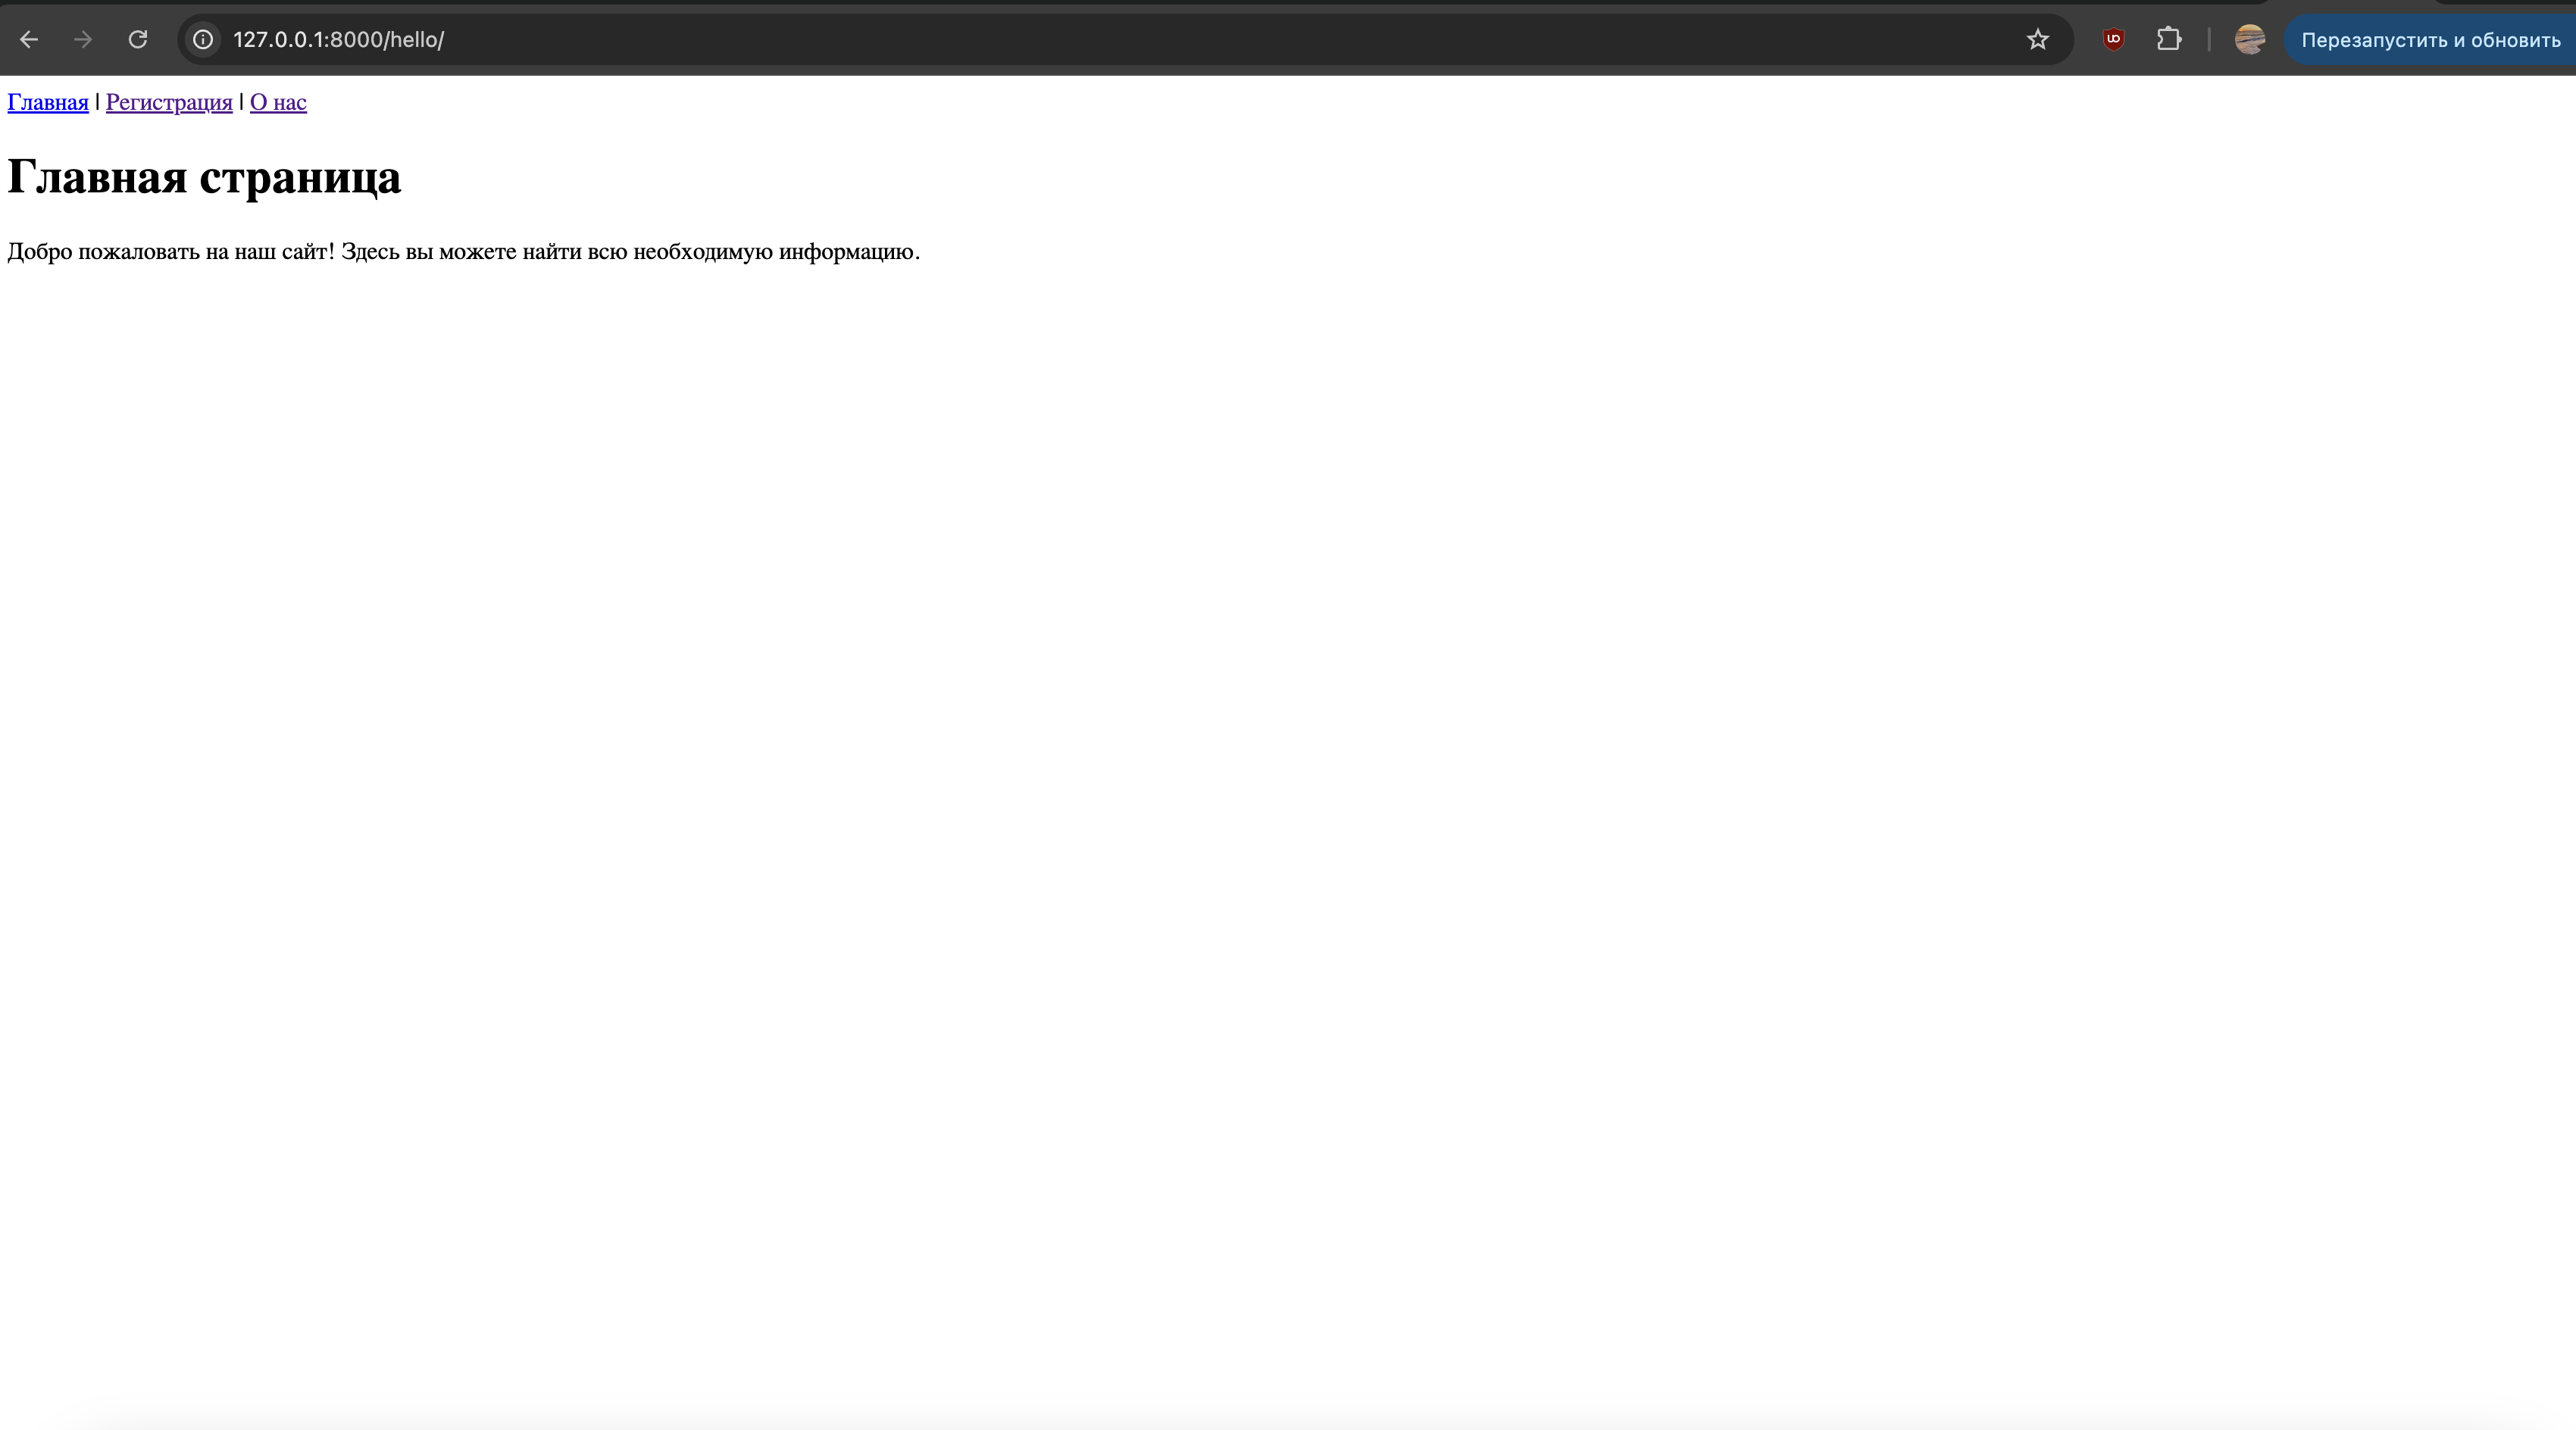 127.0.0.1:8000/hello/
Перезапустить и обновить
Главная | Регистрация | О нас
Главная страница
Добро пожаловать на наш сайт! Здесь вы можете найти всю необходимую информацию.